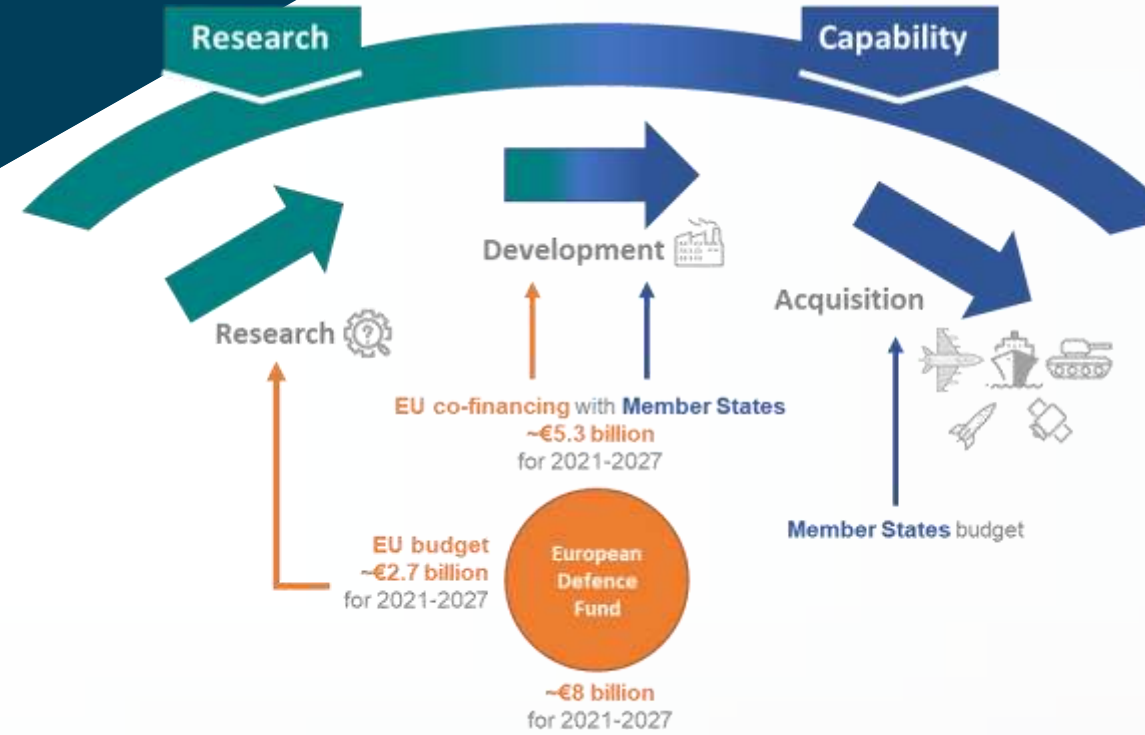 Research
Capability
Development
Research
Acquisition
EU co-financing with Member States
~€5.3 billion
for 2021-2027
Member States budget
EU budget
~€2.7 billion
for 2021-2027
European
Defence
Fund
~€8 billion
for 2021-2027